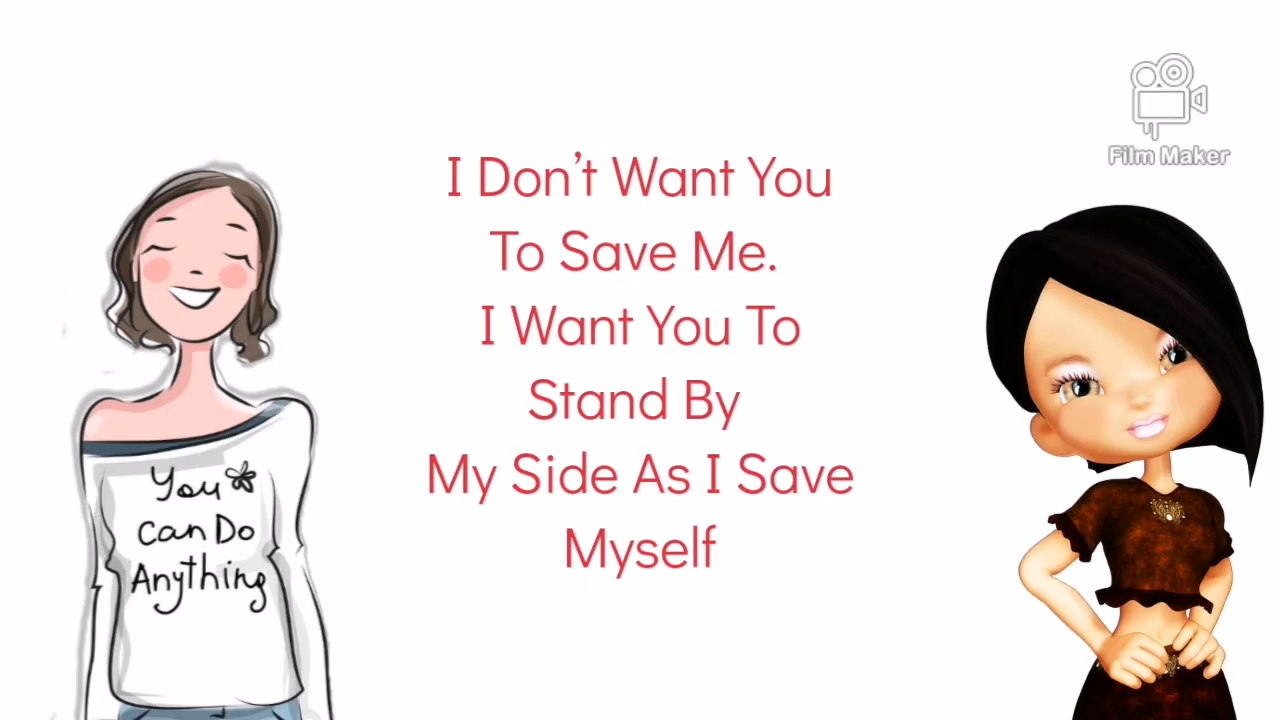 Film Maker
I Don't Want You
To Save Me.
I Want You To
Stand By
My Side As I Save
Myself
You
can Do
Anything